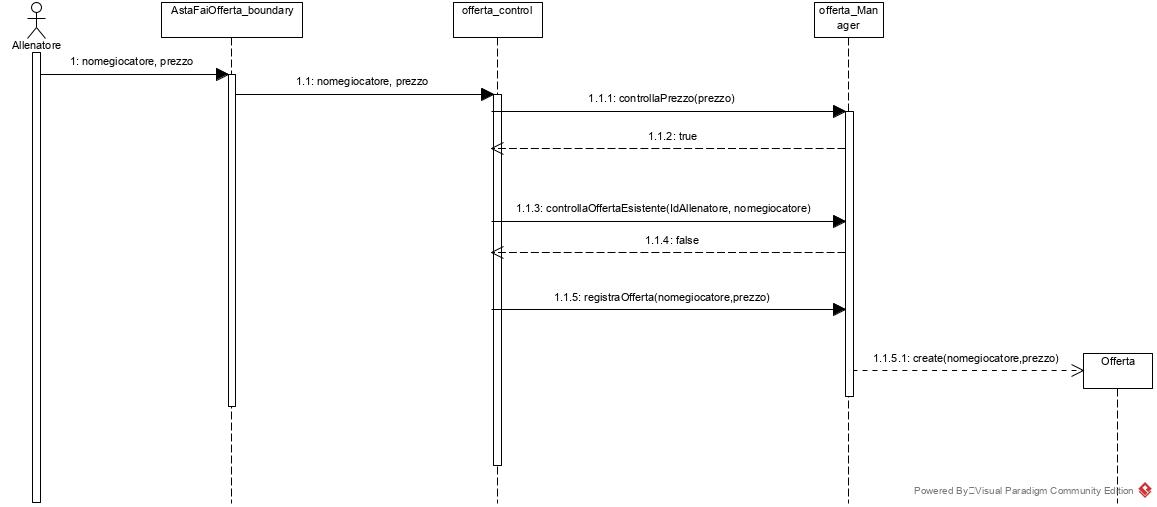 Allenatore
AstaFaiOfferta_boundary
offerta_control
offerta_Man
ager
1: nomegiocatore, prezzo
1.1: nomegiocatore, prezzo
1.1.1: controllaPrezzo(prezzo)
1.1.2: true
1.1.3: controllaOffertaEsistente(IdAllenatore, nomegiocatore)
1.1.4: false
1.1.5: registraOfferta(nomegiocatore,prezzo)
1.1.5.1: create(nomegiocatore,prezzo)
Offerta
Powered By Visual Paradigm Community Edition